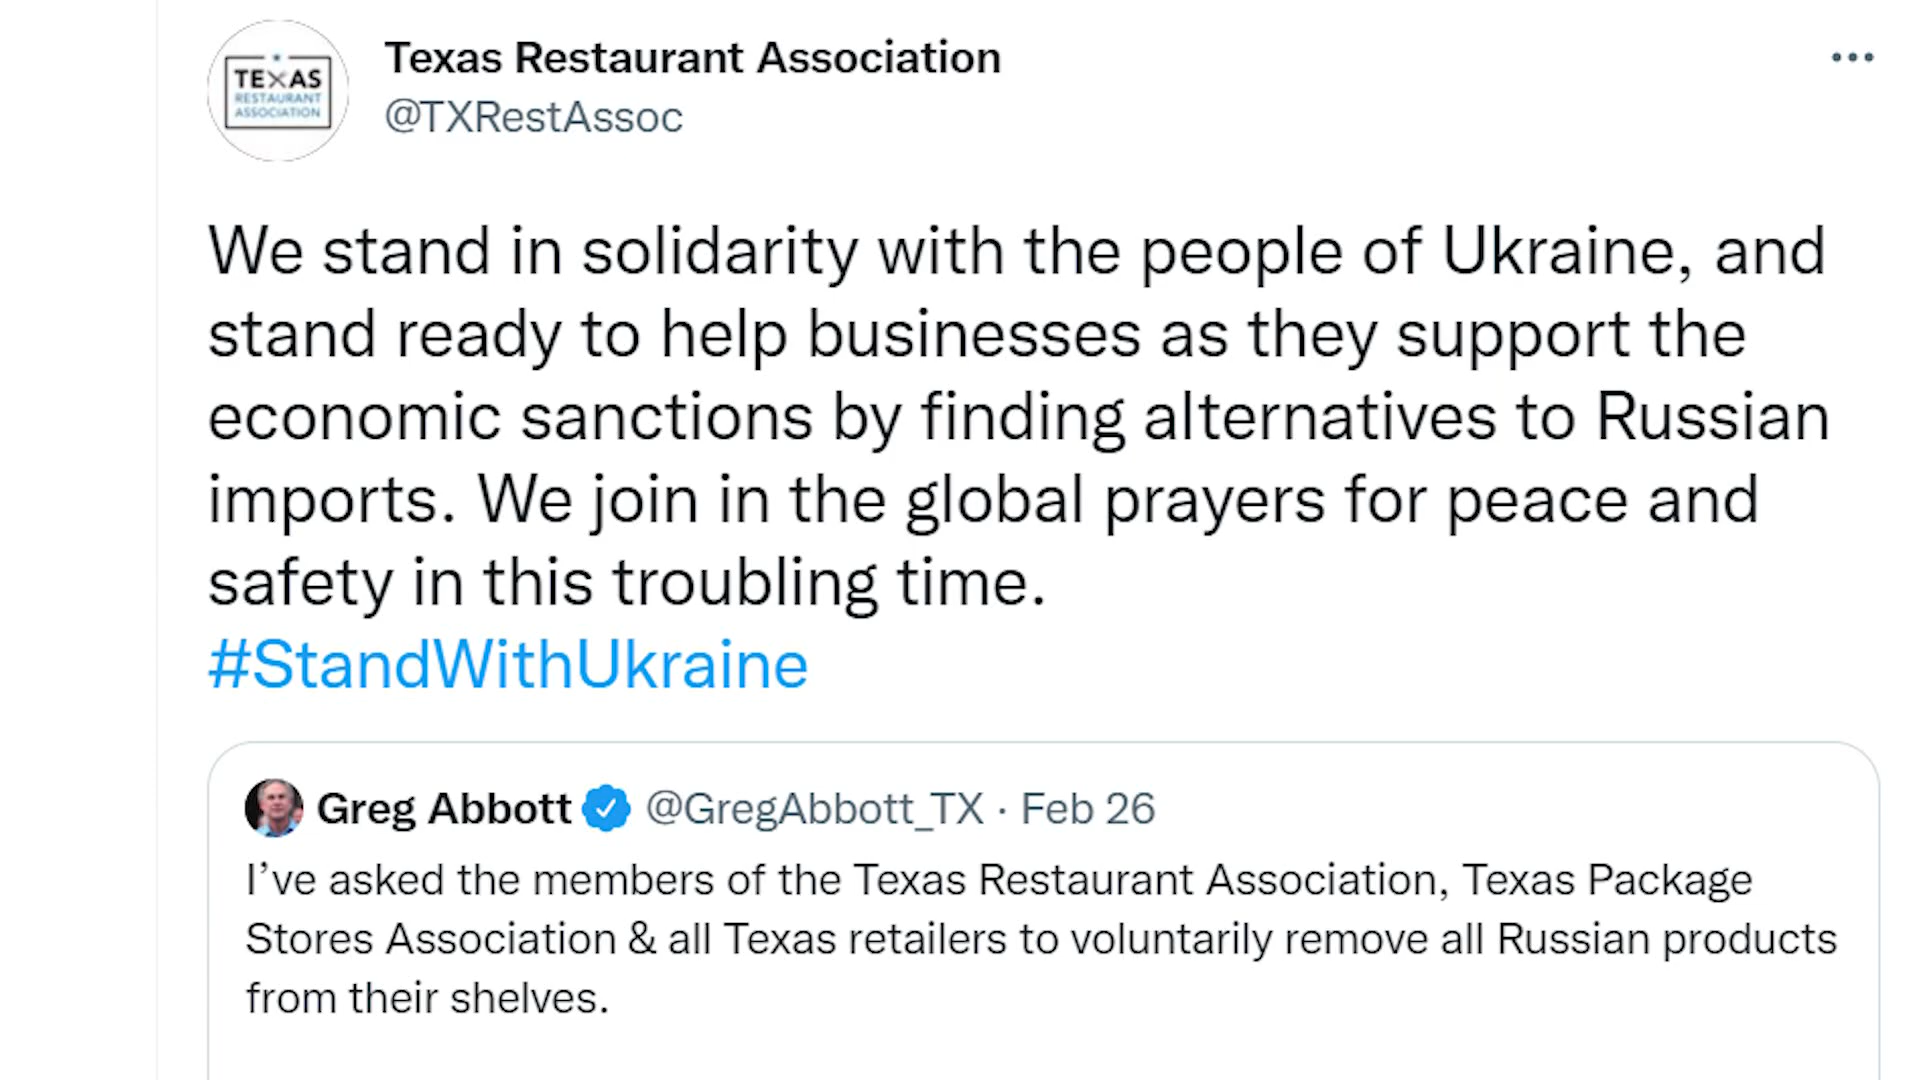 TEXAS
RESTAURANT
ASSOCIATION
Texas Restaurant Association
@TXRestAssoc
We stand in solidarity with the people of Ukraine, and
stand ready to help businesses as they support the
economic sanctions by finding alternatives to Russian
imports. We join in the global prayers for peace and
safety in this troubling time.
#StandWithUkraine
Greg Abbott @GregAbbott_TX · Feb 26
I’ve asked the members of the Texas Restaurant Association, Texas Package
Stores Association & all Texas retailers to voluntarily remove all Russian products
from their shelves.